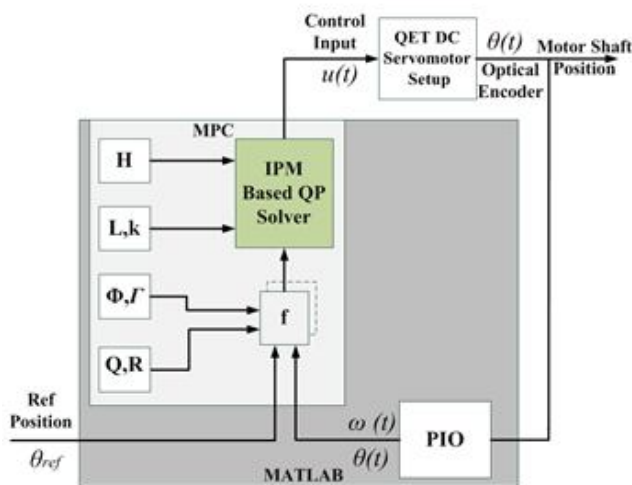 Control
Input
u(t)
QET DC
Servomotor
Setup
θ(t)
Optical
Encoder
Motor Shaft
Position
MPC
H
IPM
Based QP
Solver
L,k
Φ,Γ
f
Q,R
Ref
Position
θref
ω (t)
θ(t)
PIO
MATLAB